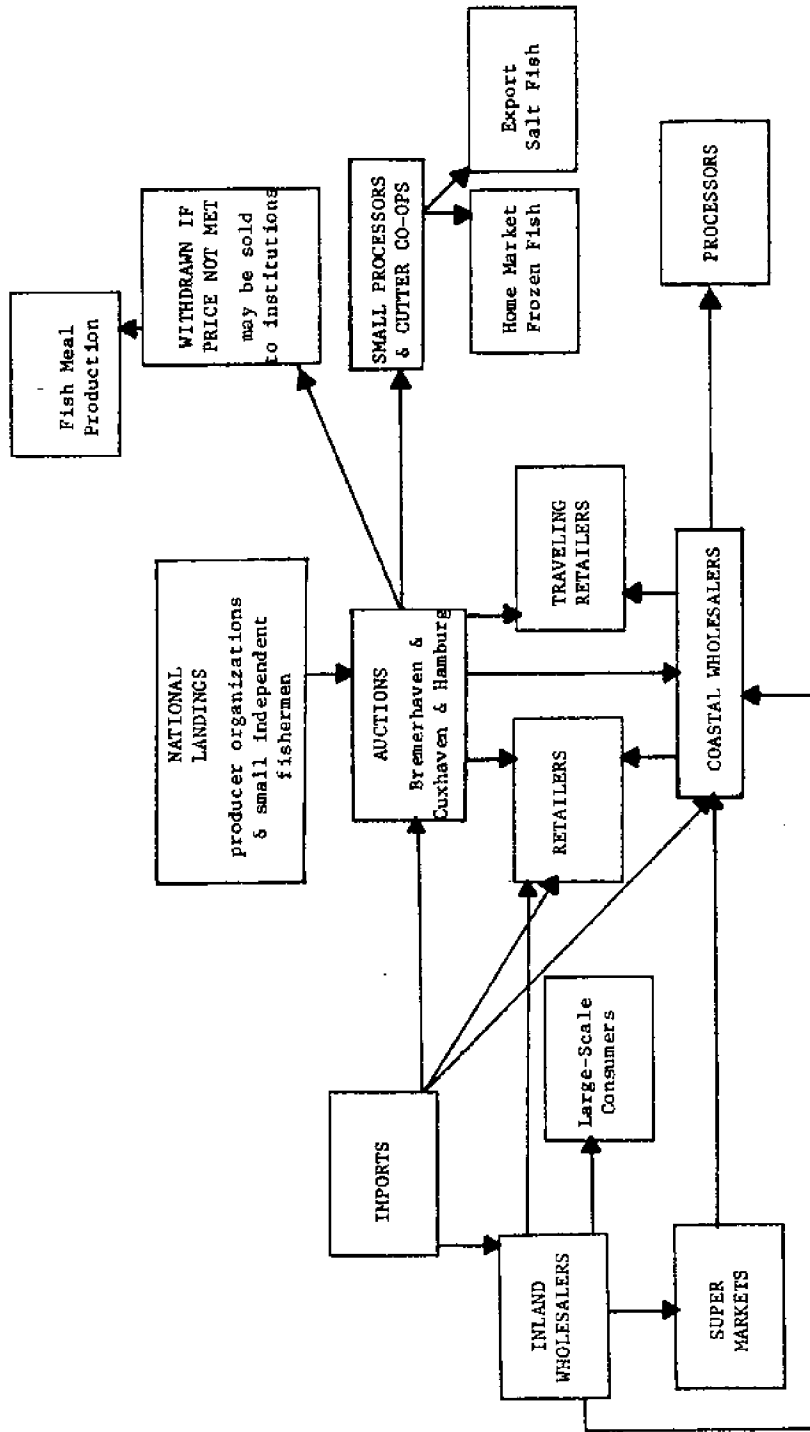 Fish Meal
Production
WITHDRAWN IF
PRICE NOT MET
may be sold
to institutions
NATIONAL
LANDINGS
producer organizations
& small independent
fishermen
IMPORTS
AUCTIONS
Bremerhaven &
Cuxhaven & Hamburg
SMALL PROCESSORS
& CUTTER CO-OPS
Home Market
Frozen Fish
Export
Salt Fish
INLAND
WHOLESALERS
Large-Scale
Consumers
RETAILERS
TRAVELING
RETAILERS
SUPER
MARKETS
COASTAL WHOLESALERS
PROCESSORS